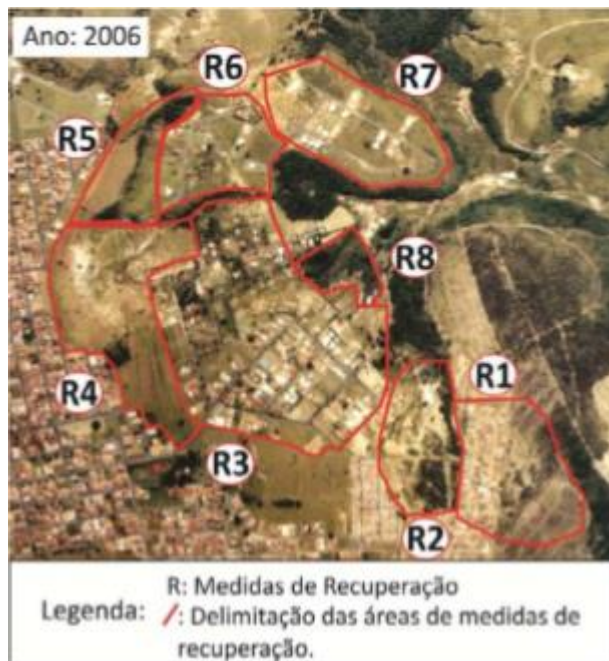 Ano: 2006
R6
R7
R5
R8
R1
R4
R3
R2
R: Medidas de Recuperação
Legenda: /: Delimitação das áreas de medidas de
recuperação.